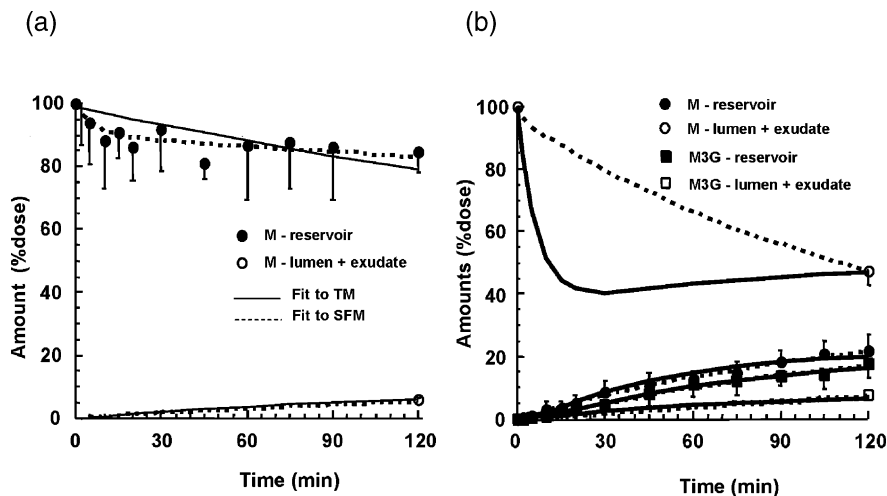 (a)
(b)
100
80
60
40
20
0
Amount (%dose)
M - reservoir
M - lumen + exudate
Fit to TM
Fit to SFM
0
30
60
90
120
Time (min)
100
80
60
40
20
0
Amounts (%dose)
M - reservoir
M - lumen + exudate
M3G - reservoir
M3G - lumen + exudate
0
30
60
90
120
Time (min)